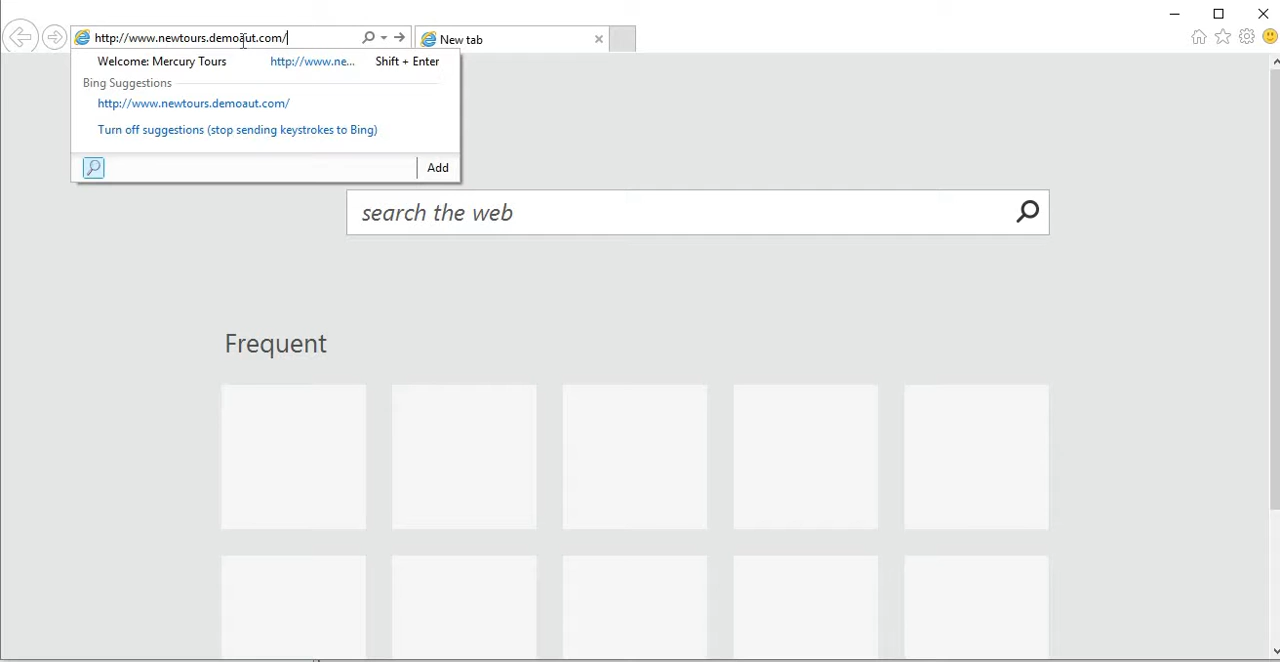 http://www.newtours.demoaut.com/
New tab
Welcome: Mercury Tours http://www.ne... Shift + Enter
Bing Suggestions
http://www.newtours.demoaut.com/
Turn off suggestions (stop sending keystrokes to Bing)
Add
search the web
Frequent